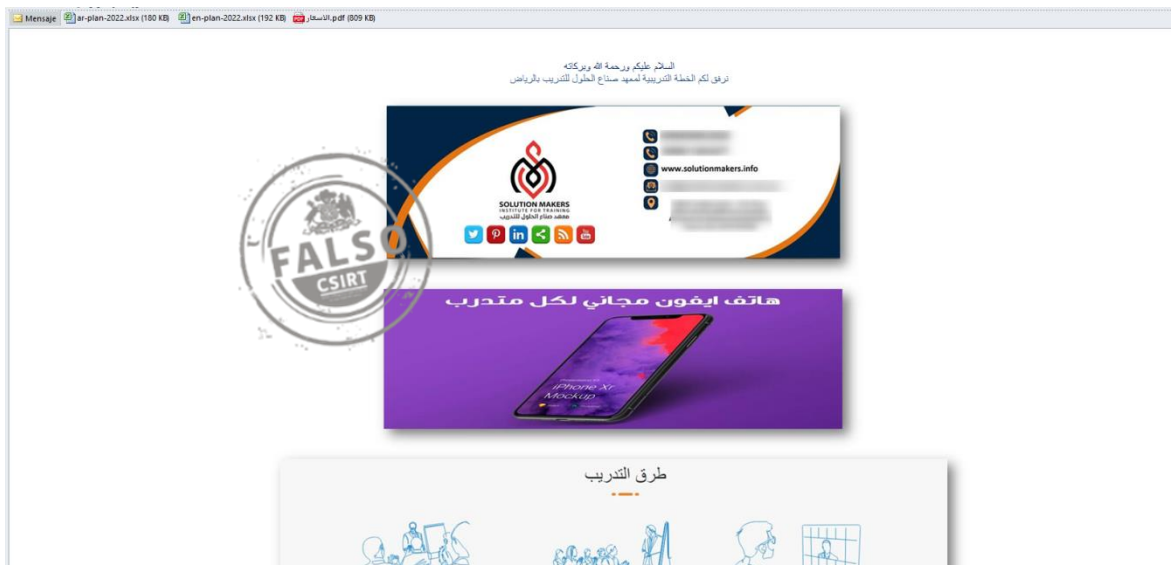 Mensaje ar-plan-2022.xlsx (180 KB) en-plan-2022.xlsx (192 KB) الاسعار.pdf (809 KB)
السلام عليكم ورحمة الله وبركاته
نرفق لكم الخطة التدريبية لمعهد صناع الحلول للتدريب بالرياض
www.solutionmakers.info
SOLUTION MAKERS
INSTITUTE FOR TRAINING
معهد صناع الحلول للتدريب
FALSO
CSIRT
هاتف ايفون مجاني لكل متدرب
iPhone Xr
Mockup
طرق التدريب